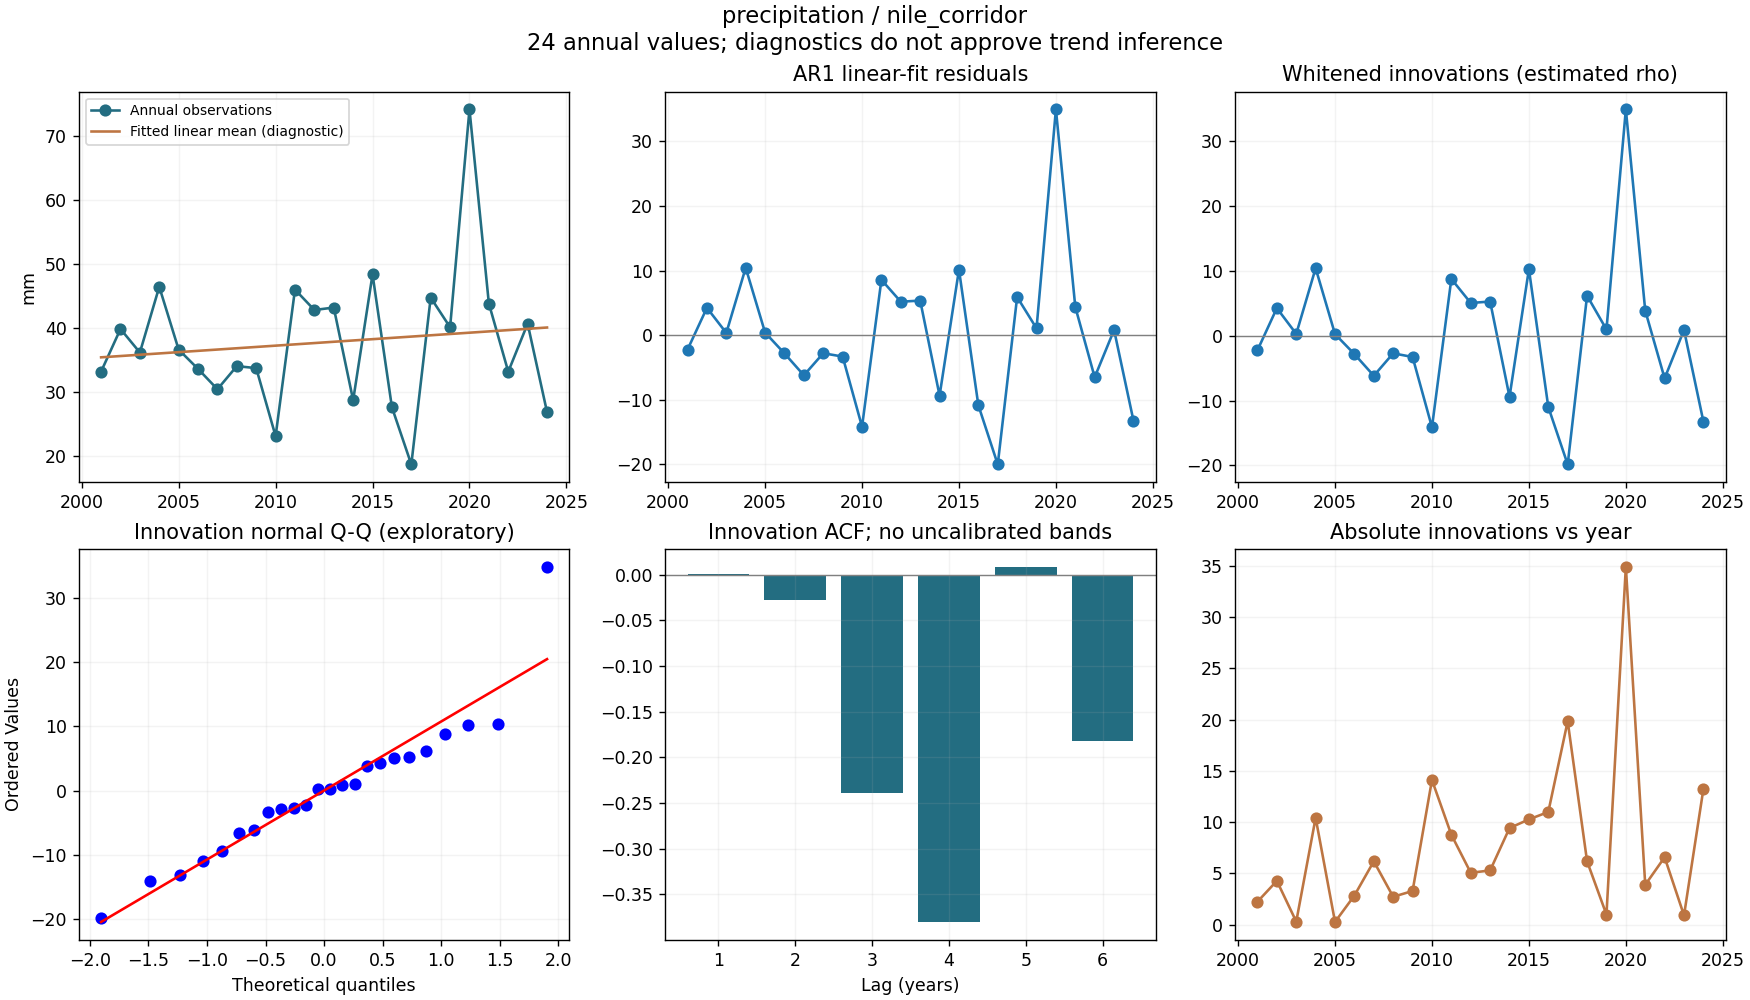 precipitation / nile_corridor
24 annual values; diagnostics do not approve trend inference
Annual observations
Fitted linear mean (diagnostic)
mm
70
60
50
40
30
20
2000 2005 2010 2015 2020 2025
AR1 linear-fit residuals
30
20
10
0
−10
−20
2000 2005 2010 2015 2020 2025
Whitened innovations (estimated rho)
30
20
10
0
−10
−20
2000 2005 2010 2015 2020 2025
Innovation normal Q-Q (exploratory)
Ordered Values
30
20
10
0
−10
−20
−2.0 −1.5 −1.0 −0.5 0.0 0.5 1.0 1.5 2.0
Theoretical quantiles
Innovation ACF; no uncalibrated bands
0.00
−0.05
−0.10
−0.15
−0.20
−0.25
−0.30
−0.35
1 2 3 4 5 6
Lag (years)
Absolute innovations vs year
35
30
25
20
15
10
5
0
2000 2005 2010 2015 2020 2025